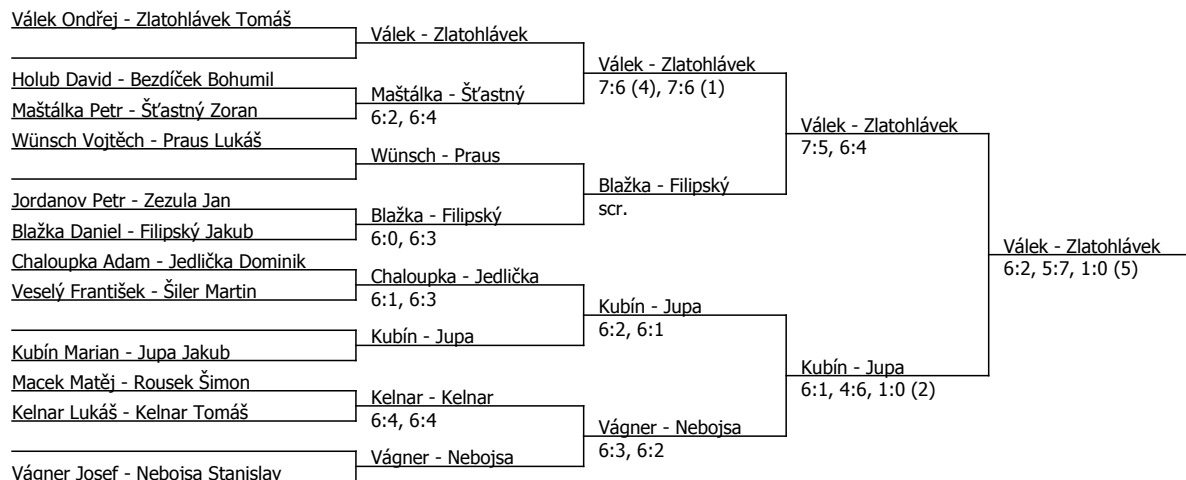 Válek Ondřej - Zlatohlávek Tomáš
Holub David - Bezdíček Bohumil
Maštálka Petr - Šťastný Zoran
Wünsch Vojtěch - Praus Lukáš
Jordanov Petr - Zezula Jan
Blažka Daniel - Filipský Jakub
Chaloupka Adam - Jedlička Dominik
Veselý František - Šiler Martin
Kubín Marian - Jupa Jakub
Macek Matěj - Rousek Šimon
Kelnar Lukáš - Kelnar Tomáš
Vágner Josef - Nebojsa Stanislav
Válek - Zlatohlávek
Maštálka - Šťastný
6:2, 6:4
Wünsch - Praus
Blažka - Filipský
6:0, 6:3
Chaloupka - Jedlička
6:1, 6:3
Kubín - Jupa
Kelnar - Kelnar
6:4, 6:4
Vágner - Nebojsa
Válek - Zlatohlávek
7:6 (4), 7:6 (1)
Blažka - Filipský
scr.
Kubín - Jupa
6:2, 6:1
Vágner - Nebojsa
6:3, 6:2
Válek - Zlatohlávek
7:5, 6:4
Kubín - Jupa
6:1, 4:6, 1:0 (2)
Válek - Zlatohlávek
6:2, 5:7, 1:0 (5)